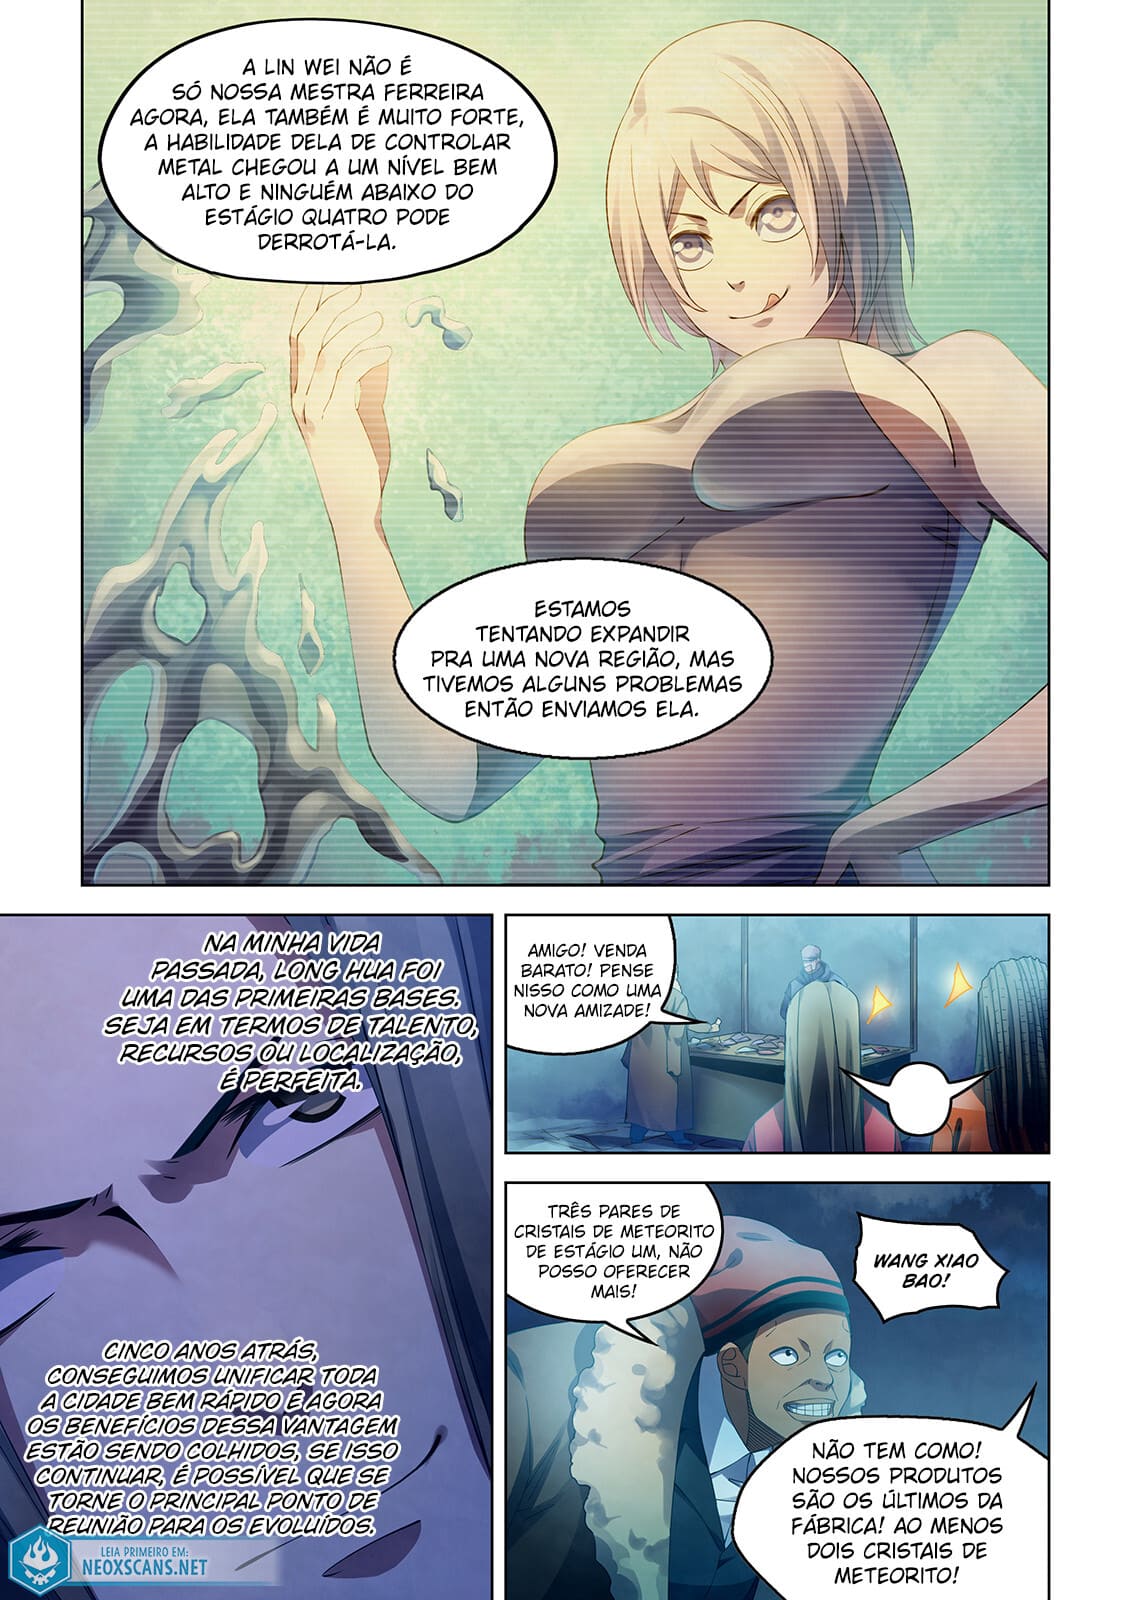 A LIN WEI NÃO É
SÓ NOSSA MESTRA FERREIRA
AGORA, ELA TAMBÉM É MUITO FORTE,
A HABILIDADE DELA DE CONTROLAR
METAL CHEGOU A UM NÍVEL BEM
ALTO E NINGUÉM ABAIXO DO
ESTÁGIO QUATRO PODE
DERROTÁ-LA.
ESTAMOS
TENTANDO EXPANDIR
PRA UMA NOVA REGIÃO, MAS
TIVEMOS ALGUNS PROBLEMAS
ENTÃO ENVIAMOS ELA.
NA MINHA VIDA
PASSADA, LONG HUA FOI
UMA DAS PRIMEIRAS BASES.
SEJA EM TERMOS DE TALENTO,
RECURSOS OU LOCALIZAÇÃO,
É PERFEITA.
CINCO ANOS ATRÁS,
CONSEGUIMOS UNIFICAR TODA
A CIDADE BEM RÁPIDO E AGORA
OS BENEFÍCIOS DESSA VANTAGEM
ESTÃO SENDO COLHIDOS, SE ISSO
CONTINUAR, É POSSÍVEL QUE SE
TORNE O PRINCIPAL PONTO DE
REUNIÃO PARA OS EVOLUÍDOS.
AMIGO! VENDA
BARATO! PENSE
NISSO COMO UMA
NOVA AMIZADE!
TRÊS PARES DE
CRISTAIS DE METEORITO
DE ESTÁGIO UM, NÃO
POSSO OFERECER
MAIS!
WANG XIAO
BAO!
NÃO TEM COMO!
NOSSOS PRODUTOS
SÃO OS ÚLTIMOS DA
FÁBRICA! AO MENOS
DOIS CRISTAIS DE
METEORITO!
LEIA PRIMEIRO EM:
NEOXSCANS.NET